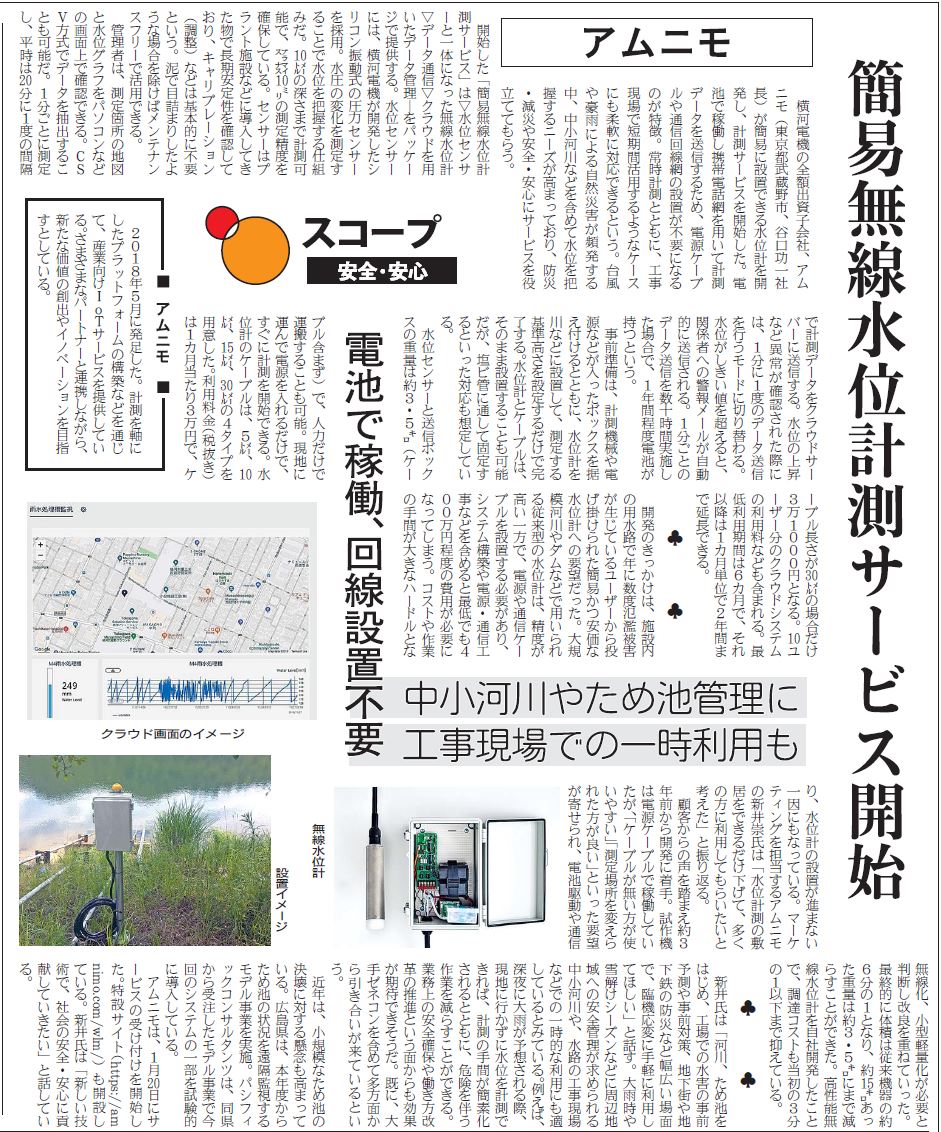 簡易無線水位計測サービス開始
アムニモ
横河電機の全額出資子会社、アム
ニモ(東京都武蔵野市、谷口功一社
長)が簡易に設置できる水位計を開
発し、計測サービスを開始した。電
池で稼働し携帯電話網を用いて計測
データを送信するため、電源ケーブ
ルや通信回線網の設置が不要になる
のが特徴。常時計測とともに、工事
現場で短期間活用するようなケース
にも柔軟に対応できるという。台風
や豪雨による自然災害が頻発する
中、中小河川などを含めて水位を把
握するニーズが高まっており、防災
・減災や安全・安心にサービスを役
立ててもらう。
開始した「簡易無線水位計
測サービス」は▽水位センサ
ーと一体になった無線水位計
▽データ通信▽クラウドを用
いたデータ管理―をパッケー
ジで提供する。水位センサー
には、横河電機が開発したシ
リコン振動式の圧力センサー
を採用。水圧の変化を測定す
ることで水位を把握する仕組
みだ。10㍍の深さまで計測可
能で、プラスマイナス10㍉の測定精度を
確保している。センサーはプ
ラント施設などに導入してき
た物で長期安定性を確認して
おり、キャリブレーション
(調整)などは基本的に不要
という。泥で目詰まりしたよ
うな場合を除けばメンテナン
スフリーで活用できる。
管理者は、測定箇所の地図
と水位グラフをパソコンなど
の画面上で確認できる。CS
V方式でデータを抽出するこ
とも可能だ。1分ごとに測定
し、平時は20分に1度の間隔
スコープ
安全・安心
■ アムニモ ■
2018年5月に発足した。計測を軸に
したプラットフォームの構築などを通じ
て、産業向けIoTサービスを提供してい
る。さまざまなパートナーと連携しながら、
新たな価値の創出やイノベーションを目指
すとしている。
で計測データをクラウドサー
バーに送信する。水位の上昇
など異常が確認された際に
は、1分に1度のデータ送信
を行うモードに切り替わる。
水位がしきい値を超えると、
関係者への警報メールが自動
的に送信される。1分ごとの
データ送信を数十時間実施し
た場合で、1年間程度電池が
持つという。
事前準備は、計測機械や電
源などが入ったボックスを据
え付けるとともに、水位計を
川などに設置して、測定する
基準高さを設定するだけで完
了する。水位計とケーブルは、
そのまま設置することも可能
だが、塩ビ管に通して固定す
るといった対応も想定してい
る。
水位センサーと送信ボック
スの重量は約3・5㌔(ケー
電池で稼働、回線設置不要
ブル含まず)で、人力だけで
運搬することも可能。現地に
運んで電源を入れるだけで、
すぐに計測を開始できる。水
位計のケーブルは、5㍍、10
㍍、15㍍、30㍍の4タイプを
用意した。利用料金(税抜き)
は1カ月当たり3万円で、ケ
ーブル長さが30㍍の場合だけ
3万1000円となる。10ユ
ーザー分のクラウドシステム
の利用料なども含まれる。最
低利用期間は6カ月で、それ
以降は1カ月単位で2年間ま
で延長できる。
♣ ♣
開発のきっかけは、施設内
の用水路で年に数度氾濫被害
が生じているユーザーから役
げ掛けられた簡易かつ安価な
水位計への要望だった。大規
模河川やダムなどで用いられ
る従来型の水位計は、精度が
高い一方で、電源や通信ケー
ブルを設置する必要があり、
システム構築や電源・通信工
事などを含めると最低でも4
00万円程度の費用が必要に
なってしまう。コストや作業
の手間が大きなハードルとな
中小河川やため池管理に
工事現場での一時利用も
雨水処理槽監視
Google
M4雨水処理槽
249
mm
Water Level
M4雨水処理槽
Water Level[mm]
クラウド画面のイメージ
無線水位計
設置イメージ
り、水位計の設置が進まない
一因にもなっている。マーケ
ティングを担当するアムニモ
の新井崇氏は「水位計測の敷
居をできるだけ下げて、多く
の方に利用してもらいたいと
考えた」と振り返る。
顧客からの声を踏まえ約3
年前から開発に着手。試作機
は電源ケーブルで稼働してい
たが、「ケーブルが無い方が使
いやすい」「測定場所を変えら
れた方が良い」といった要望
が寄せられ、電池駆動や通信
無線化、小型軽量化が必要と
判断し改良を重ねていった。
最終的に体積は従来機器の約
6分の1となり、約15㌔あっ
た重量は約3・5㌔にまで減
らすことができた。高性能無
線水位計を自社開発したこと
で、調達コストも当初の3分
の1以下まで抑えている。
♣ ♣
新井氏は「河川、ため池を
はじめ、工場での水害の事前
予測や事前対策、地下街や地
下鉄の防災など幅広い場面
で、臨機応変に手軽に利用し
てほしい」と話す。大雨時や
雪解けシーズンなどに周辺地
域への安全管理が求められる
中小河川や、水路の工事現場
などでの一時的な利用にも適
しているとみている。例えば、
深夜に大雨が予想される際、
現地に行かずに水位を計測で
きれば、計測の手間が簡素化
されるとともに、危険を伴う
作業を減らすことができる。
業務上の安全確保や働き方改
革の推進という面からも効果
が期待できそうだ。既に、大
手ゼネコンを含めて多方面か
ら引き合いが来ているとい
う。
近年は、小規模なため池の
決壊に対する懸念も高まって
いる。広島県は、本年度から
ため池の状況を遠隔監視する
モデル事業を実施。パシフィ
ックコンサルタンツは、同県
から受注したモデル事業で今
回のシステムの一部を試験的
に導入している。
アムニモは、1月20日にサ
ービスの受け付けを開始し
た。特設サイト(https://am
nimo.com/wlm/)も開設し
ている。新井氏は「新しい技
術で、社会の安全・安心に貢
献していきたい」と話してい
る。